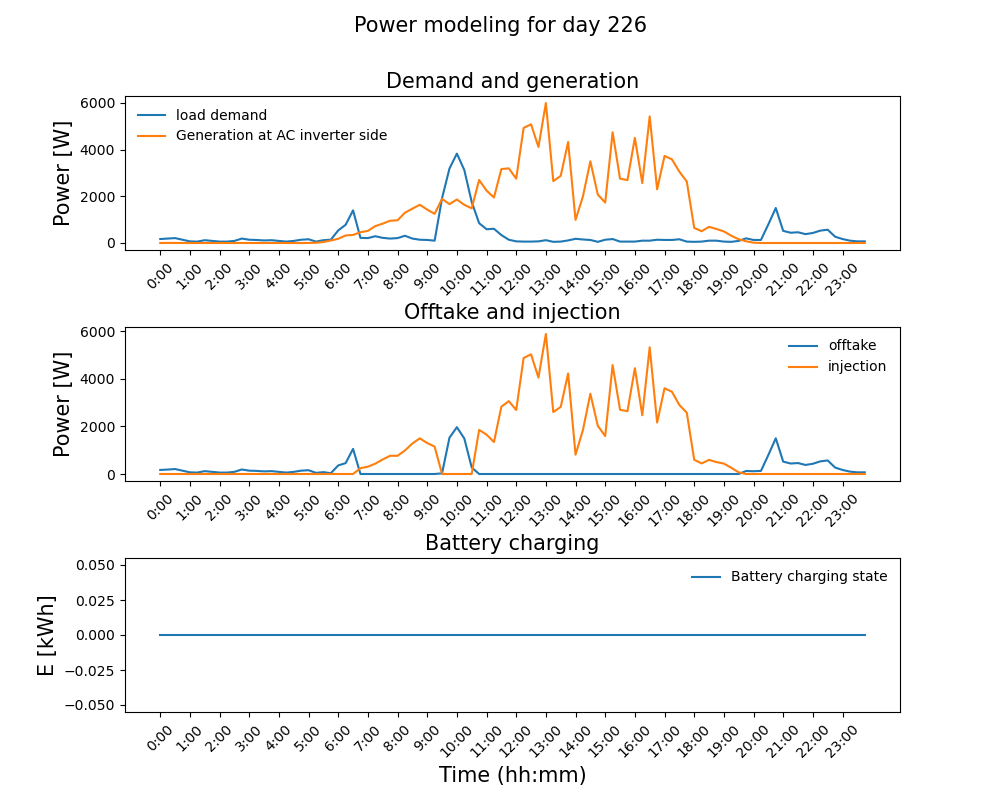 Power modeling for day 226
Demand and generation
Power [W]
6000
4000
2000
0
load demand
Generation at AC inverter side
0:00 1:00 2:00 3:00 4:00 5:00 6:00 7:00 8:00 9:00 10:00 11:00 12:00 13:00 14:00 15:00 16:00 17:00 18:00 19:00 20:00 21:00 22:00 23:00
Offtake and injection
Power [W]
6000
4000
2000
0
offtake
injection
0:00 1:00 2:00 3:00 4:00 5:00 6:00 7:00 8:00 9:00 10:00 11:00 12:00 13:00 14:00 15:00 16:00 17:00 18:00 19:00 20:00 21:00 22:00 23:00
Battery charging
E [kWh]
0.050
0.025
0.000
−0.025
−0.050
Battery charging state
0:00 1:00 2:00 3:00 4:00 5:00 6:00 7:00 8:00 9:00 10:00 11:00 12:00 13:00 14:00 15:00 16:00 17:00 18:00 19:00 20:00 21:00 22:00 23:00
Time (hh:mm)